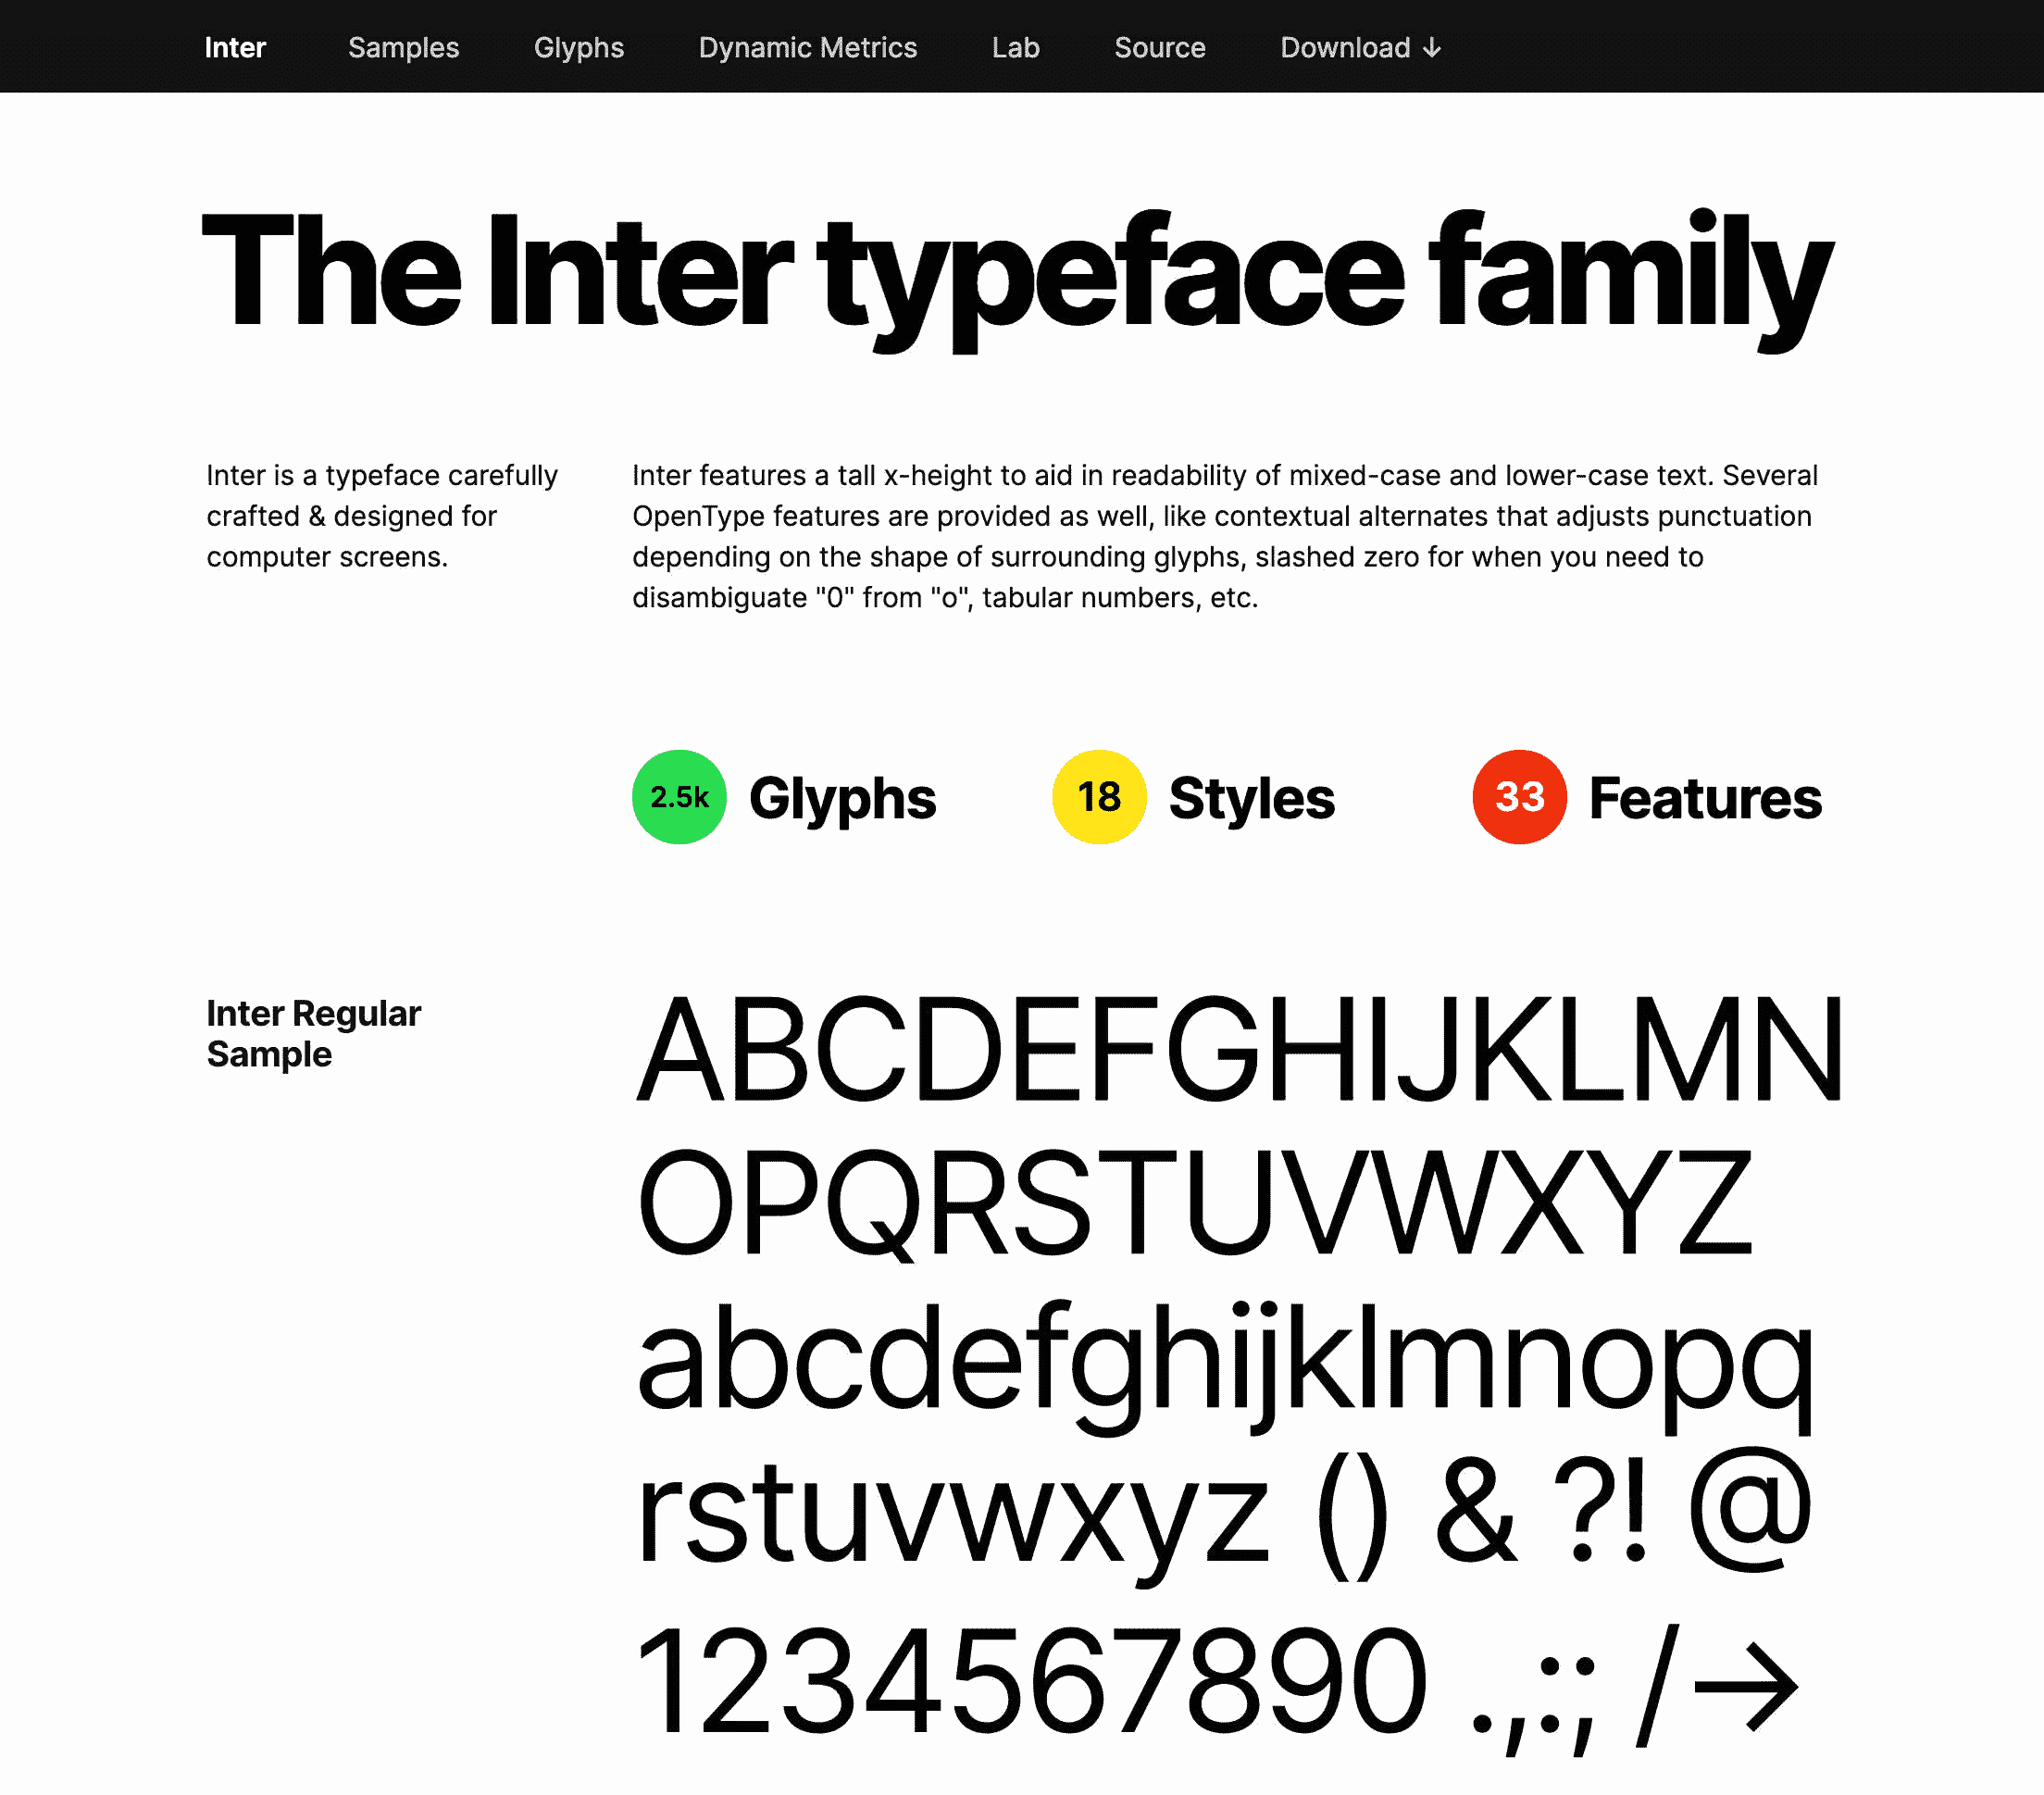 Inter Samples Glyphs Dynamic Metrics Lab Source Download ↓
The Inter typeface family
Inter is a typeface carefully
crafted & designed for
computer screens.
Inter features a tall x-height to aid in readability of mixed-case and lower-case text. Several
OpenType features are provided as well, like contextual alternates that adjusts punctuation
depending on the shape of surrounding glyphs, slashed zero for when you need to
disambiguate "0" from "o", tabular numbers, etc.
2.5k Glyphs
18 Styles
33 Features
Inter Regular
Sample
ABCDEFGHIJKLMN
OPQRSTUVWXYZ
abcdefghijklmnopq
rstuvwxyz () & ?! @
1234567890 .,:; /→